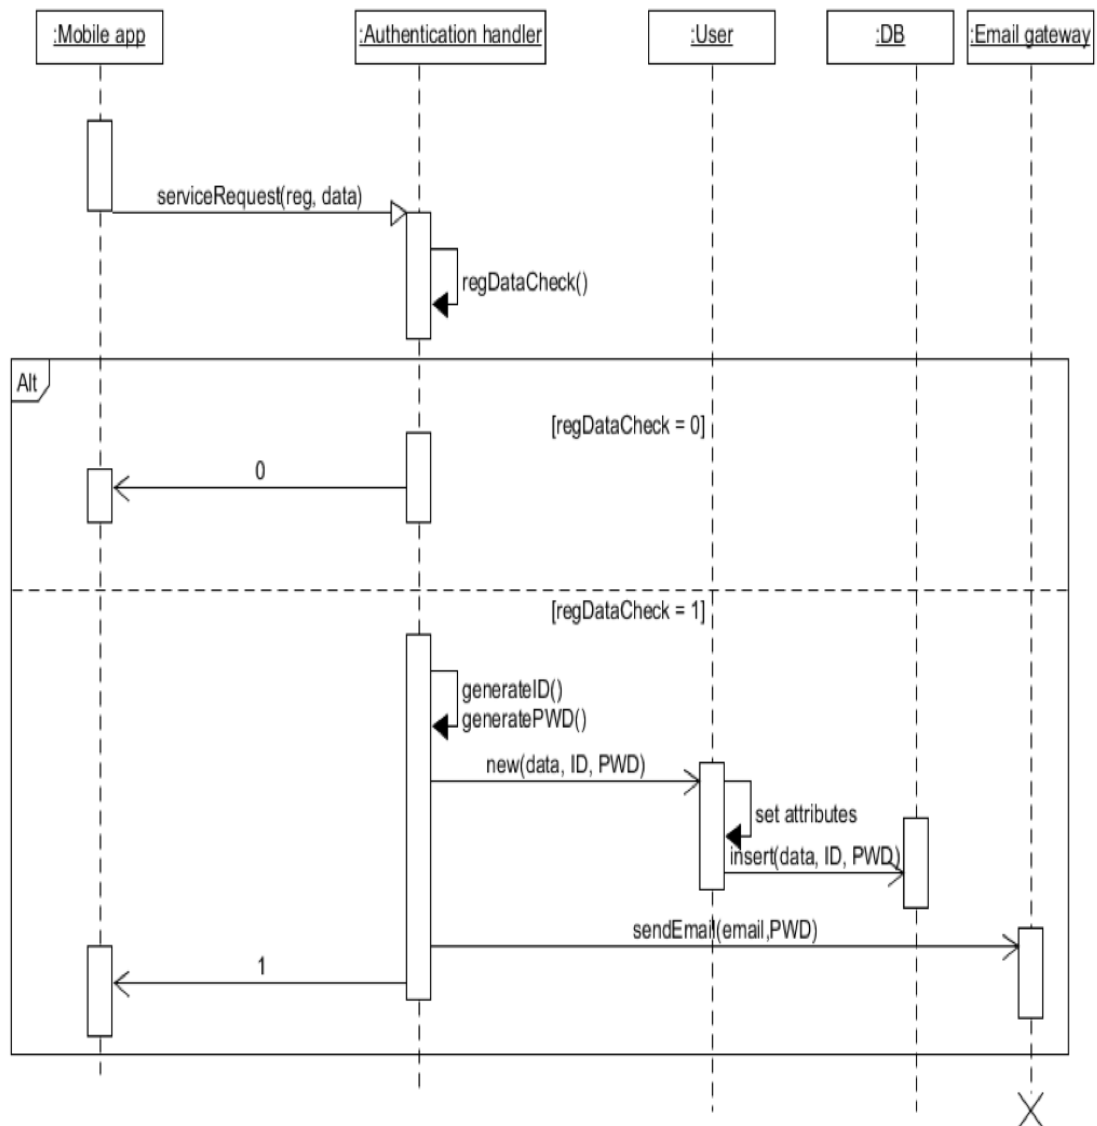 :Mobile app
:Authentication handler
:User
:DB
:Email gateway
serviceRequest(reg, data)
regDataCheck()
Alt
[regDataCheck = 0]
0
[regDataCheck = 1]
generateID()
generatePWD()
new(data, ID, PWD)
set attributes
insert(data, ID, PWD)
sendEmail(email,PWD)
1